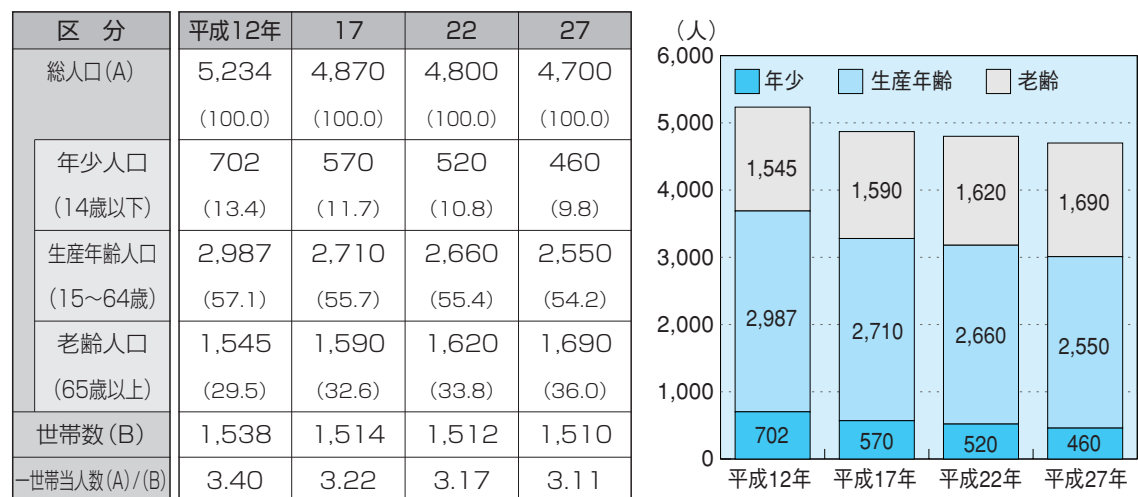 区 分 平成12年 17 22 27
総人口(A) 5,234 4,870 4,800 4,700
(100.0) (100.0) (100.0) (100.0)
年少人口 702 570 520 460
(14歳以下) (13.4) (11.7) (10.8) (9.8)
生産年齢人口 2,987 2,710 2,660 2,550
(15～64歳) (57.1) (55.7) (55.4) (54.2)
老齢人口 1,545 1,590 1,620 1,690
(65歳以上) (29.5) (32.6) (33.8) (36.0)
世帯数(B) 1,538 1,514 1,512 1,510
一世帯当人数(A)/(B) 3.40 3.22 3.17 3.11
(人)
6,000
年少 生産年齢 老齢
5,000
1,545 1,590 1,620 1,690
4,000
3,000
2,987 2,710 2,660 2,550
2,000
1,000
702 570 520 460
0
平成12年 平成17年 平成22年 平成27年